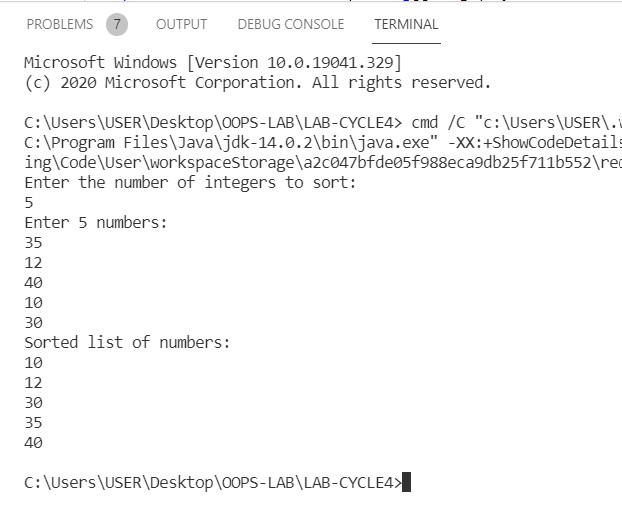 PROBLEMS 7 OUTPUT DEBUG CONSOLE TERMINAL
Microsoft Windows [Version 10.0.19041.329]
(c) 2020 Microsoft Corporation. All rights reserved.
C:\Users\USER\Desktop\OOPS-LAB\LAB-CYCLE4> cmd /C "c:\Users\USER\.v
C:\Program Files\Java\jdk-14.0.2\bin\java.exe" -XX:+ShowCodeDetails
ing\Code\User\workspaceStorage\a2c047bfde05f988eca9db25f711b552\red
Enter the number of integers to sort:
5
Enter 5 numbers:
35
12
40
10
30
Sorted list of numbers:
10
12
30
35
40
C:\Users\USER\Desktop\OOPS-LAB\LAB-CYCLE4>